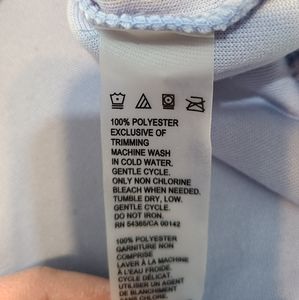 100% POLYESTER
EXCLUSIVE OF
TRIMMING
MACHINE WASH
IN COLD WATER.
GENTLE CYCLE.
ONLY NON CHLORINE
BLEACH WHEN NEEDED.
TUMBLE DRY, LOW.
GENTLE CYCLE.
DO NOT IRON.
RN 54365/CA 00142
100% POLYESTER
GARNITURE NON
COMPRISE
LAVER À LA MACHINE
À L'EAU FROIDE.
CYCLE DÉLICAT.
UTILISER UN AGENT
DE BLANCHIMENT
SANS CHLORE